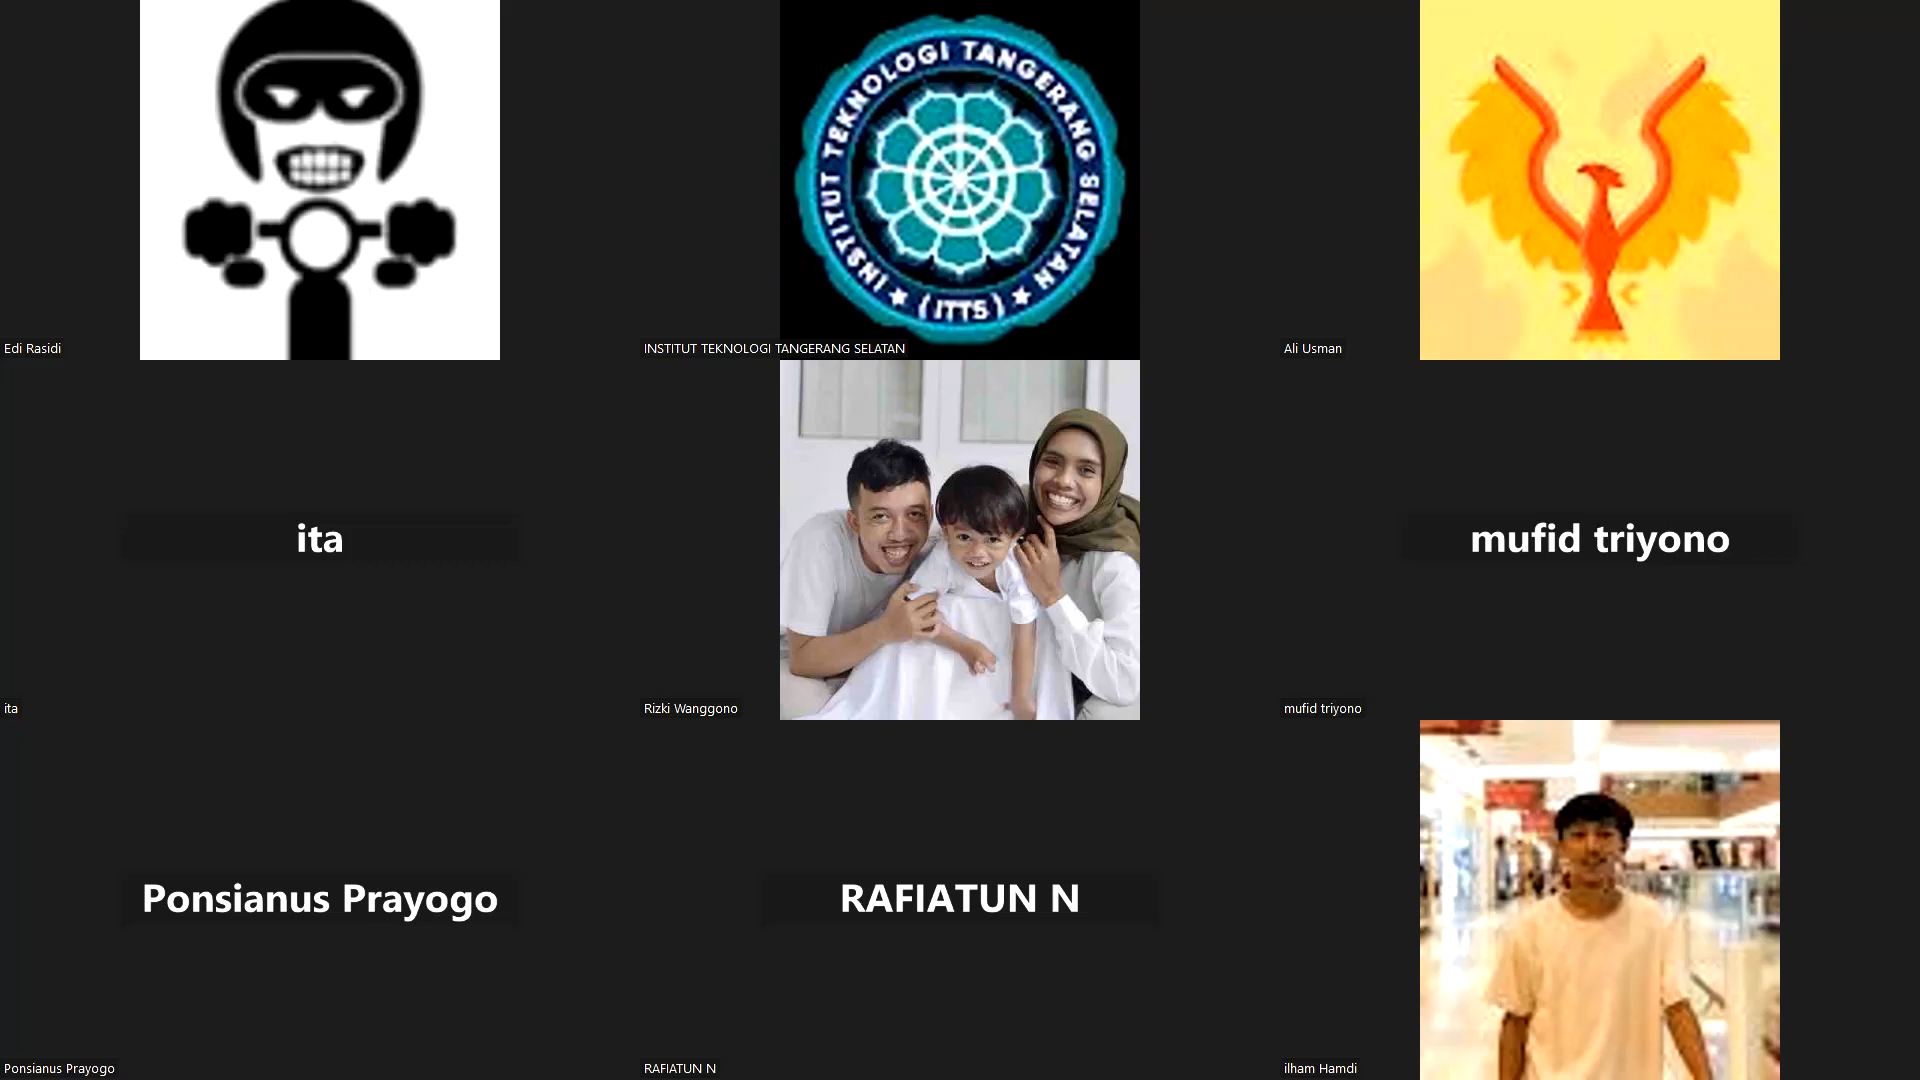 INSTITUT TEKNOLOGI TANGERANG SELATAN
( ITTS )
Edi Rasidi
INSTITUT TEKNOLOGI TANGERANG SELATAN
Ali Usman
ita
mufid triyono
ita
Rizki Wanggono
mufid triyono
Ponsianus Prayogo
RAFIATUN N
Ponsianus Prayogo
RAFIATUN N
ilham Hamdi